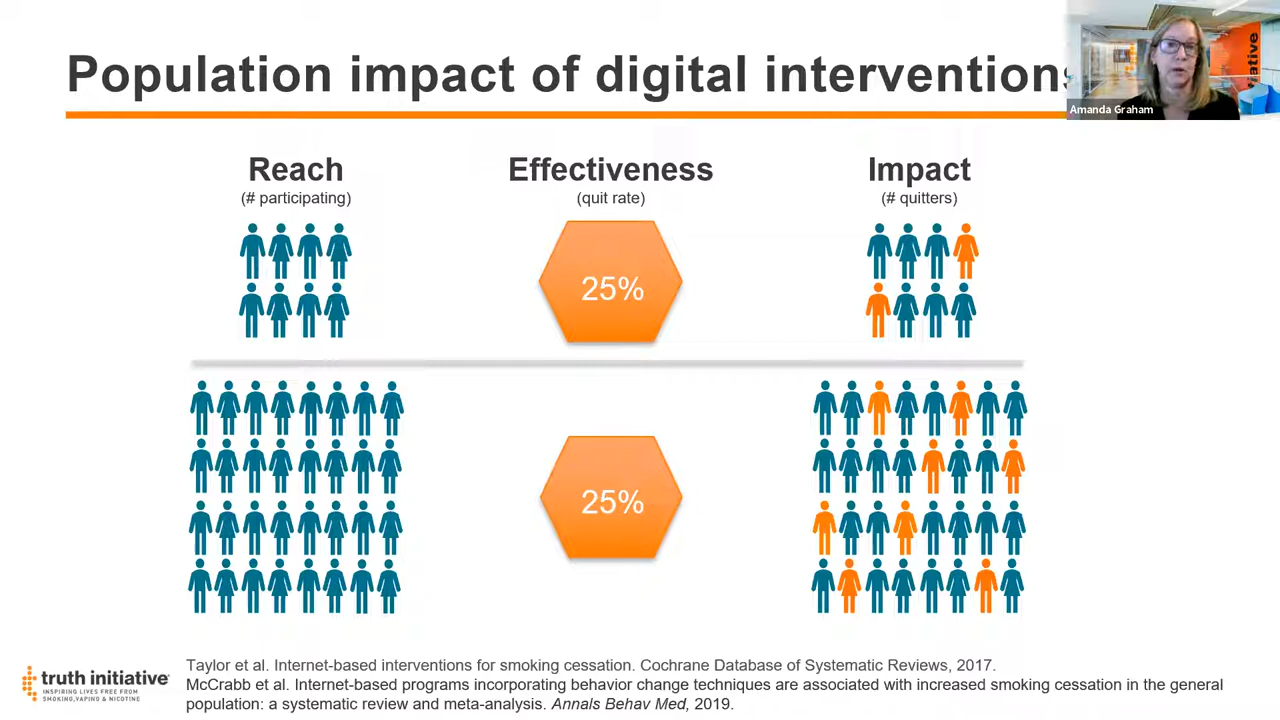 Population impact of digital interventions
Amanda Graham
Reach
(# participating)
Effectiveness
(quit rate)
Impact
(# quitters)
25%
25%
Taylor et al. Internet-based interventions for smoking cessation. Cochrane Database of Systematic Reviews, 2017.
McCrabb et al. Internet-based programs incorporating behavior change techniques are associated with increased smoking cessation in the general
population: a systematic review and meta-analysis. Annals Behav Med, 2019.
truth initiative
INSPIRING LIVES FREE FROM
SMOKING, VAPING & NICOTINE